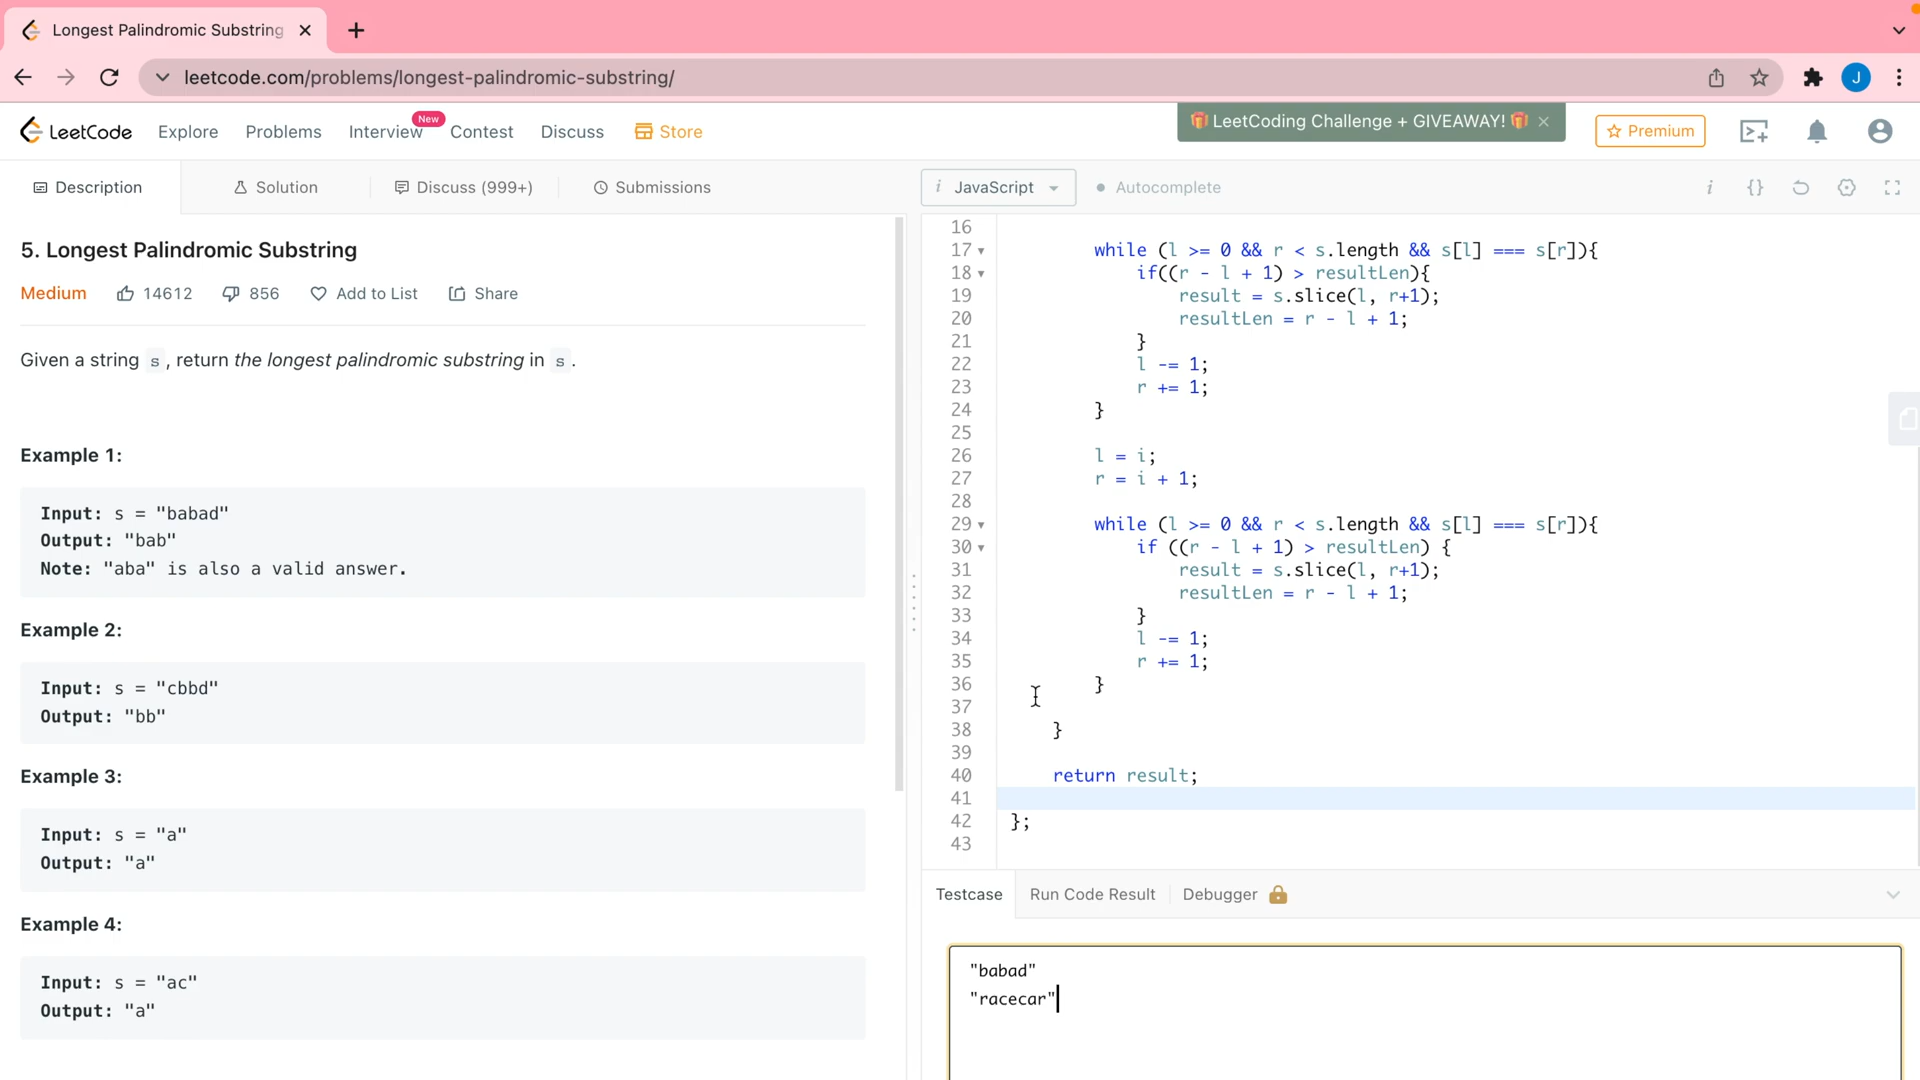 Longest Palindromic Substring
leetcode.com/problems/longest-palindromic-substring/
J
LeetCode
Explore
Problems
Interview
New
Contest
Discuss
Store
🎁 LeetCoding Challenge + GIVEAWAY! 🎁
Premium
Description
Solution
Discuss (999+)
Submissions
i JavaScript
Autocomplete
5. Longest Palindromic Substring
Medium 14612 856 Add to List Share
Given a string s, return the longest palindromic substring in s.
Example 1:
Input: s = "babad"
Output: "bab"
Note: "aba" is also a valid answer.
Example 2:
Input: s = "cbbd"
Output: "bb"
Example 3:
Input: s = "a"
Output: "a"
Example 4:
Input: s = "ac"
Output: "a"
16
17 while (l >= 0 && r < s.length && s[l] === s[r]){
18 if((r - l + 1) > resultLen){
19 result = s.slice(l, r+1);
20 resultLen = r - l + 1;
21 }
22 l -= 1;
23 r += 1;
24 }
25
26 l = i;
27 r = i + 1;
28
29 while (l >= 0 && r < s.length && s[l] === s[r]){
30 if ((r - l + 1) > resultLen) {
31 result = s.slice(l, r+1);
32 resultLen = r - l + 1;
33 }
34 l -= 1;
35 r += 1;
36 }
37
38 }
39
40 return result;
41
42 };
43
Testcase
Run Code Result
Debugger
"babad"
"racecar"